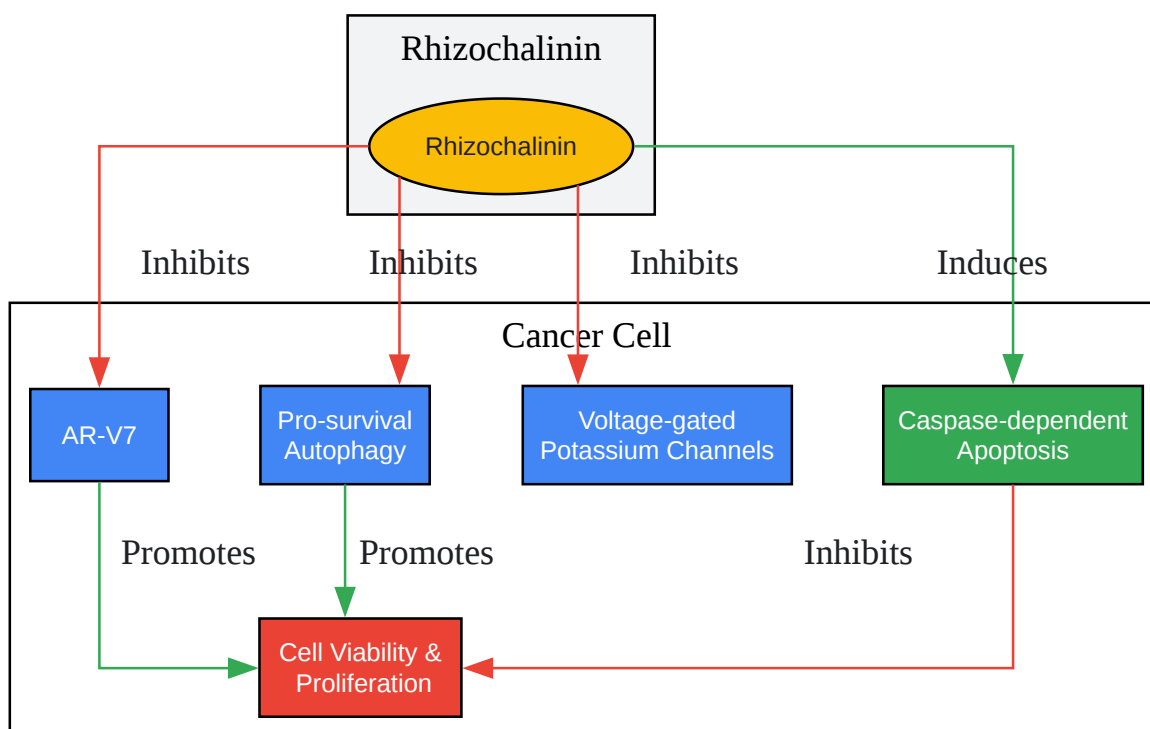 Rhizochalinin
Rhizochalinin
Inhibits
Inhibits
Inhibits
Induces
Cancer Cell
AR-V7
Pro-survival
Autophagy
Voltage-gated
Potassium Channels
Caspase-dependent
Apoptosis
Promotes
Promotes
Inhibits
Cell Viability &
Proliferation